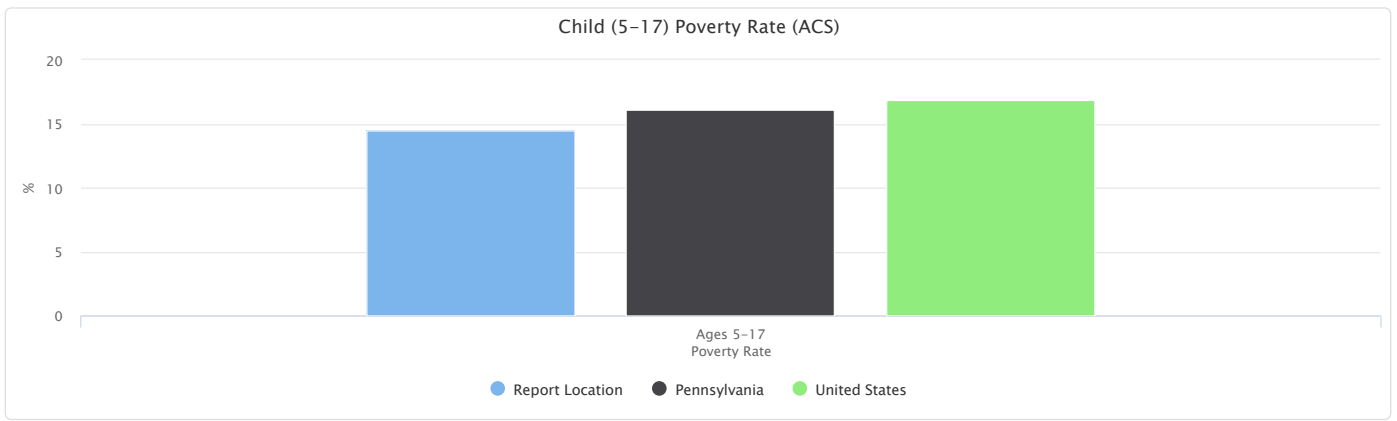 Child (5-17) Poverty Rate (ACS)
20
15
10
5
0
%
Ages 5-17
Poverty Rate
Report Location
Pennsylvania
United States